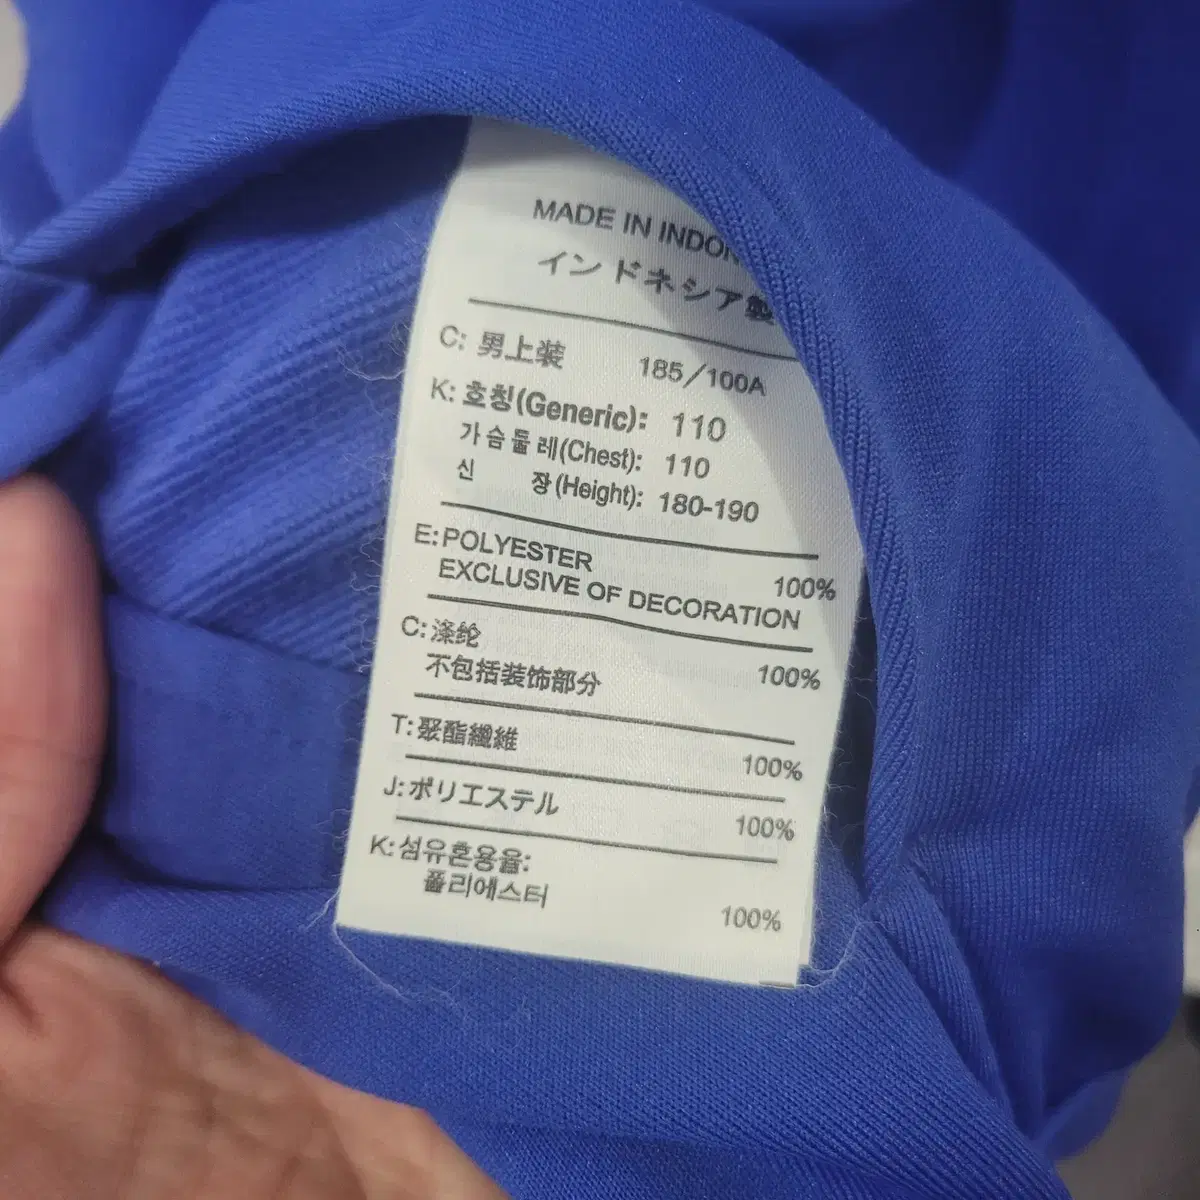 MADE IN INDON
インドネシア製
C: 男上装 185/100A
K: 호칭(Generic): 110
가슴둘레(Chest): 110
신 장(Height): 180-190
E: POLYESTER 100%
EXCLUSIVE OF DECORATION
C: 涤纶 100%
不包括装饰部分
T: 聚酯纖維 100%
J: ポリエステル 100%
K: 섬유혼용율:
폴리에스터 100%